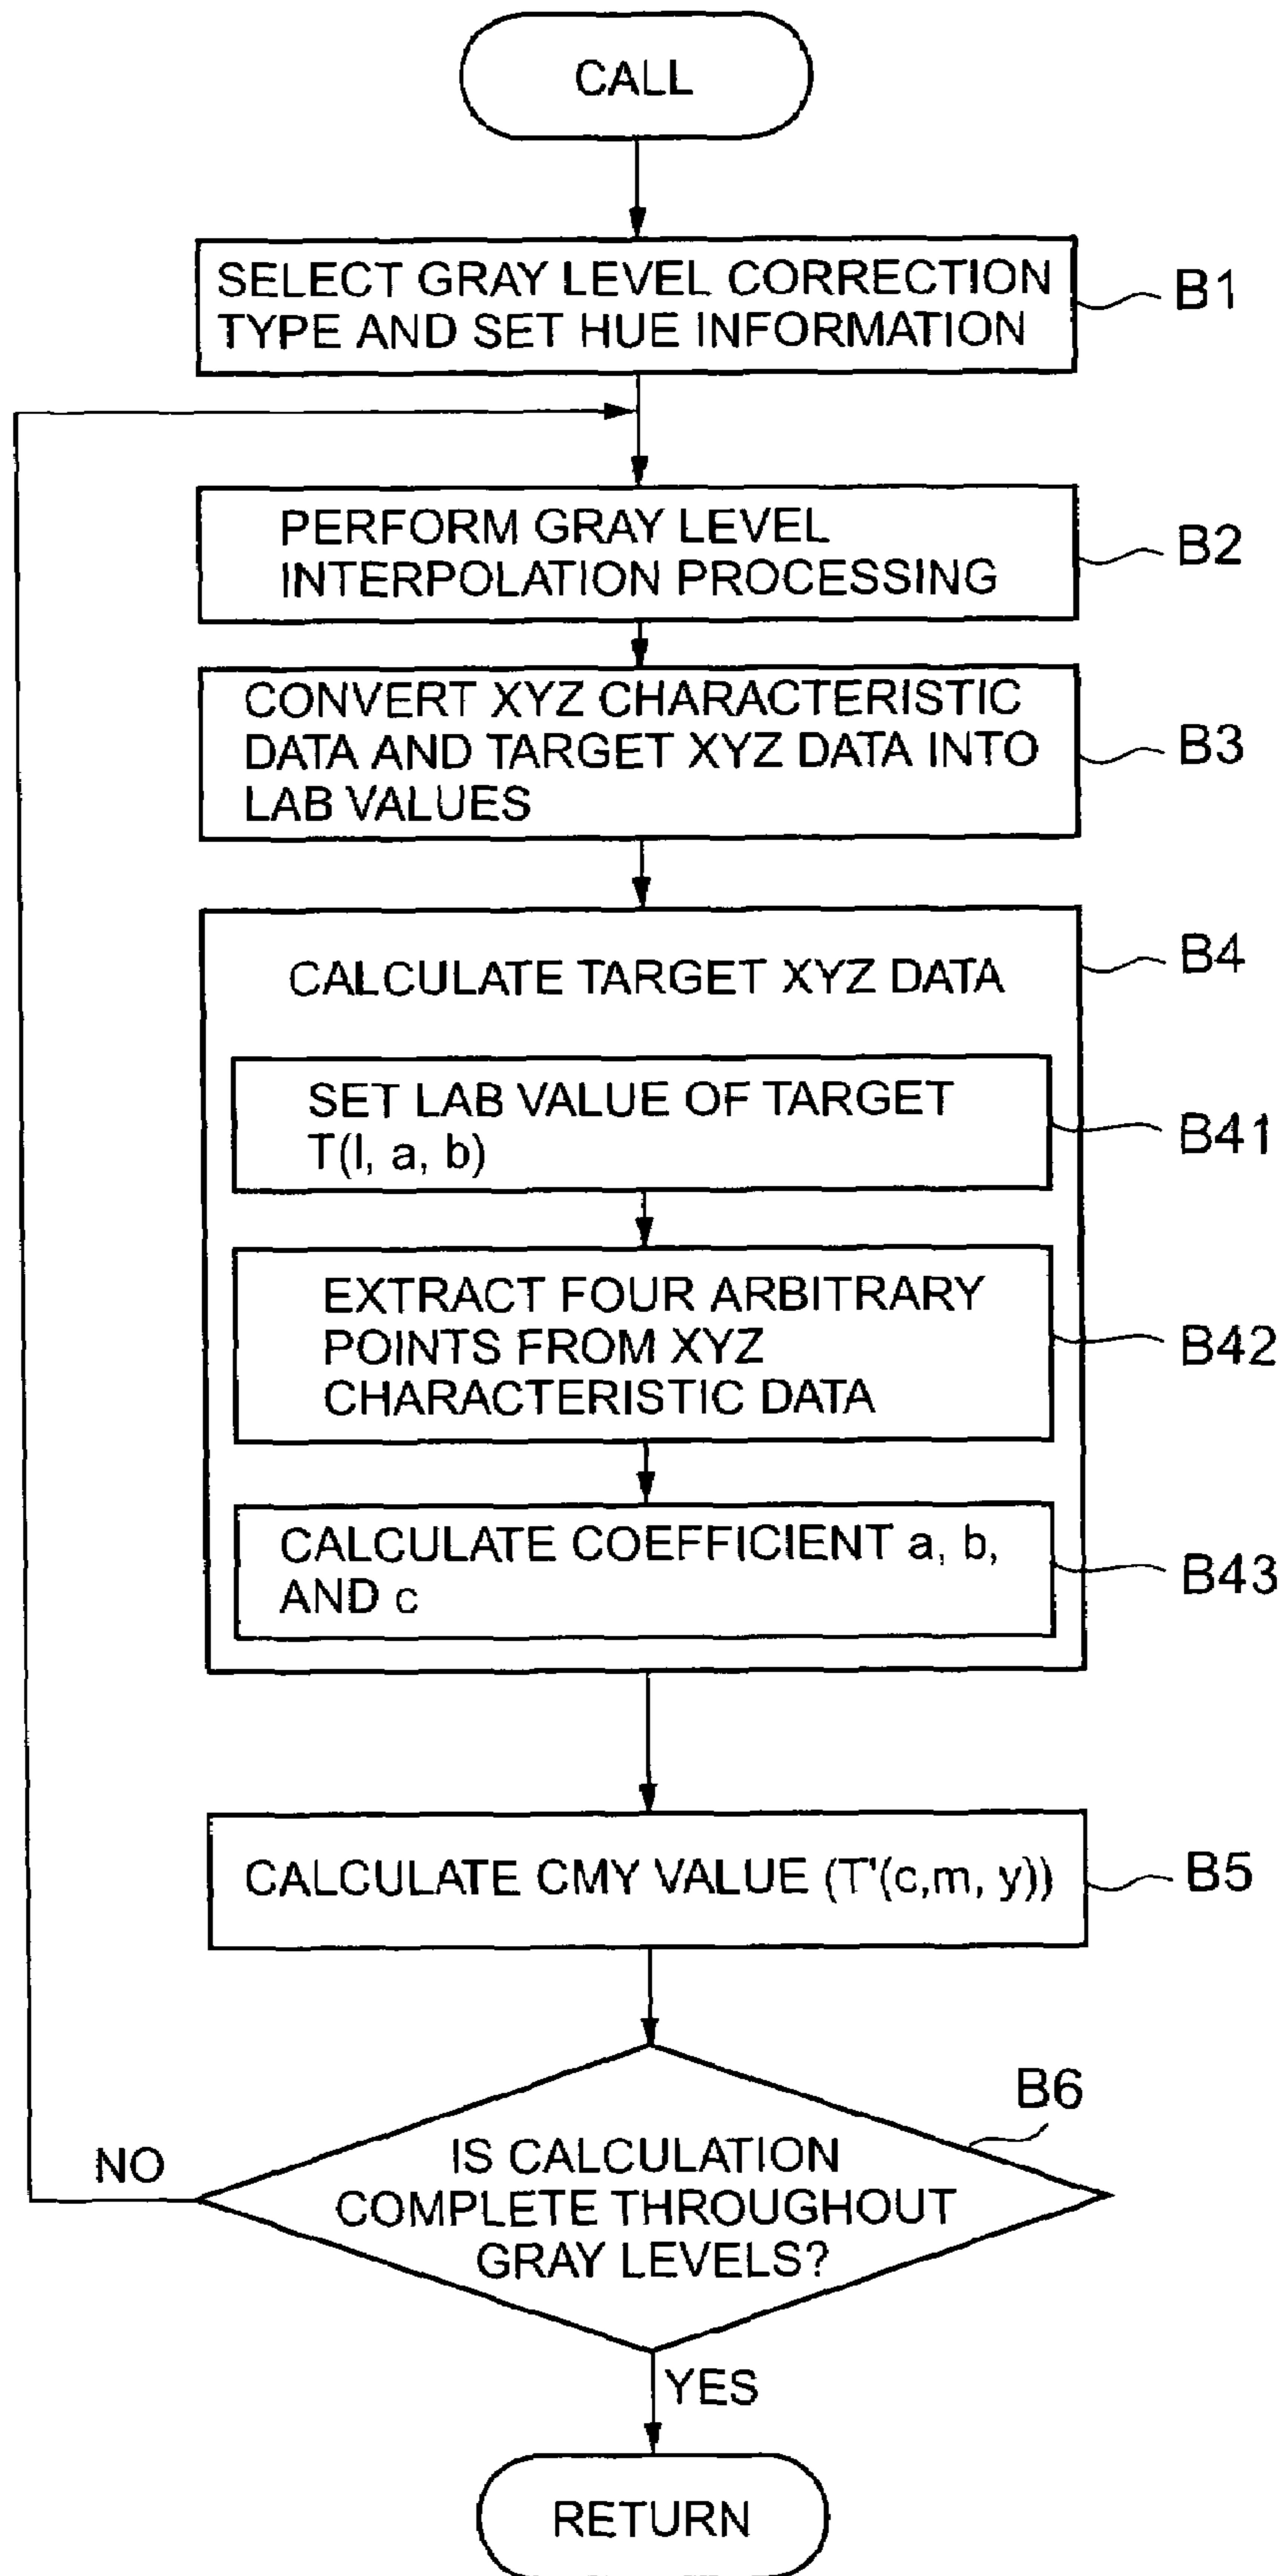 CALL
SELECT GRAY LEVEL CORRECTION
TYPE AND SET HUE INFORMATION
B1
PERFORM GRAY LEVEL
INTERPOLATION PROCESSING
B2
CONVERT XYZ CHARACTERISTIC
DATA AND TARGET XYZ DATA INTO
LAB VALUES
B3
CALCULATE TARGET XYZ DATA
B4
SET LAB VALUE OF TARGET
T(l, a, b)
B41
EXTRACT FOUR ARBITRARY
POINTS FROM XYZ
CHARACTERISTIC DATA
B42
CALCULATE COEFFICIENT a, b,
AND c
B43
CALCULATE CMY VALUE (T'(c,m, y))
B5
B6
NO
IS CALCULATION
COMPLETE THROUGHOUT
GRAY LEVELS?
YES
RETURN